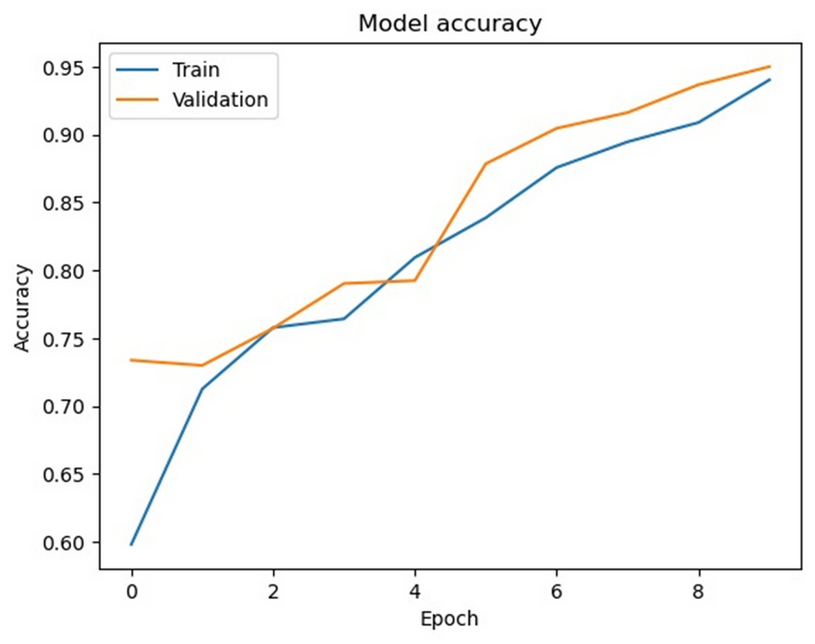 Model accuracy
Train
Validation
0.95
0.90
0.85
0.80
0.75
0.70
0.65
0.60
Accuracy
0 2 4 6 8
Epoch